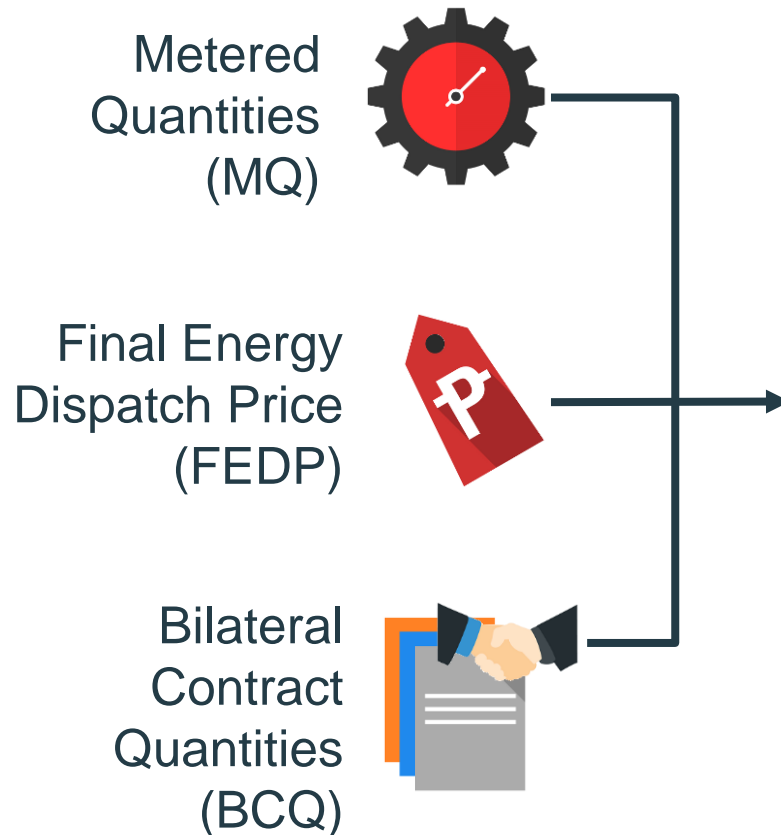 Metered
Quantities
(MQ)
Final Energy
Dispatch Price
(FEDP)
₱
Bilateral
Contract
Quantities
(BCQ)